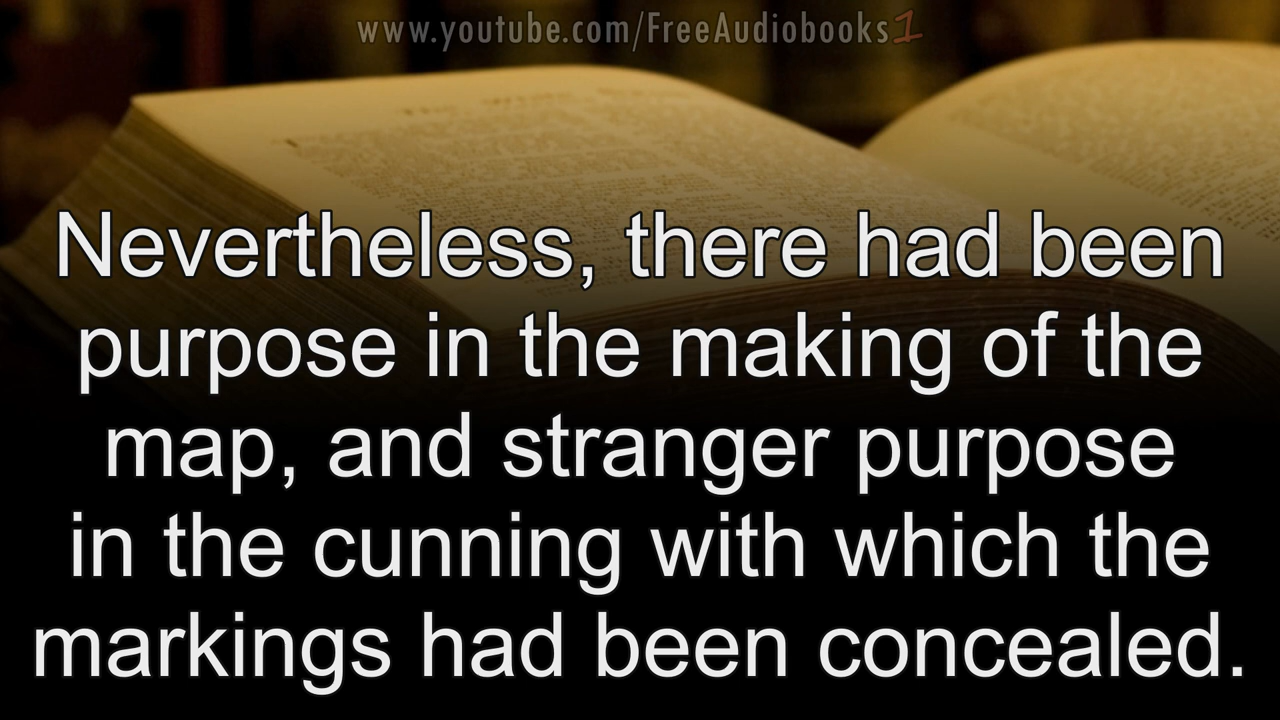 www.youtube.com/FreeAudiobooks1
Nevertheless, there had been
purpose in the making of the
map, and stranger purpose
in the cunning with which the
markings had been concealed.